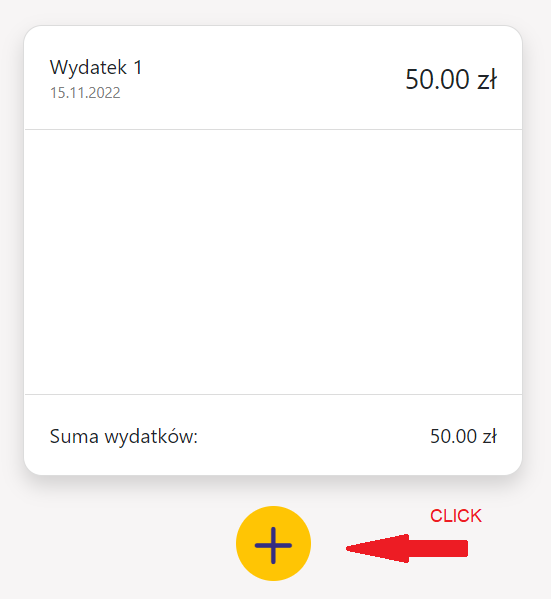 Wydatek 1
50.00 zł
15.11.2022
Suma wydatków: 50.00 zł
CLICK